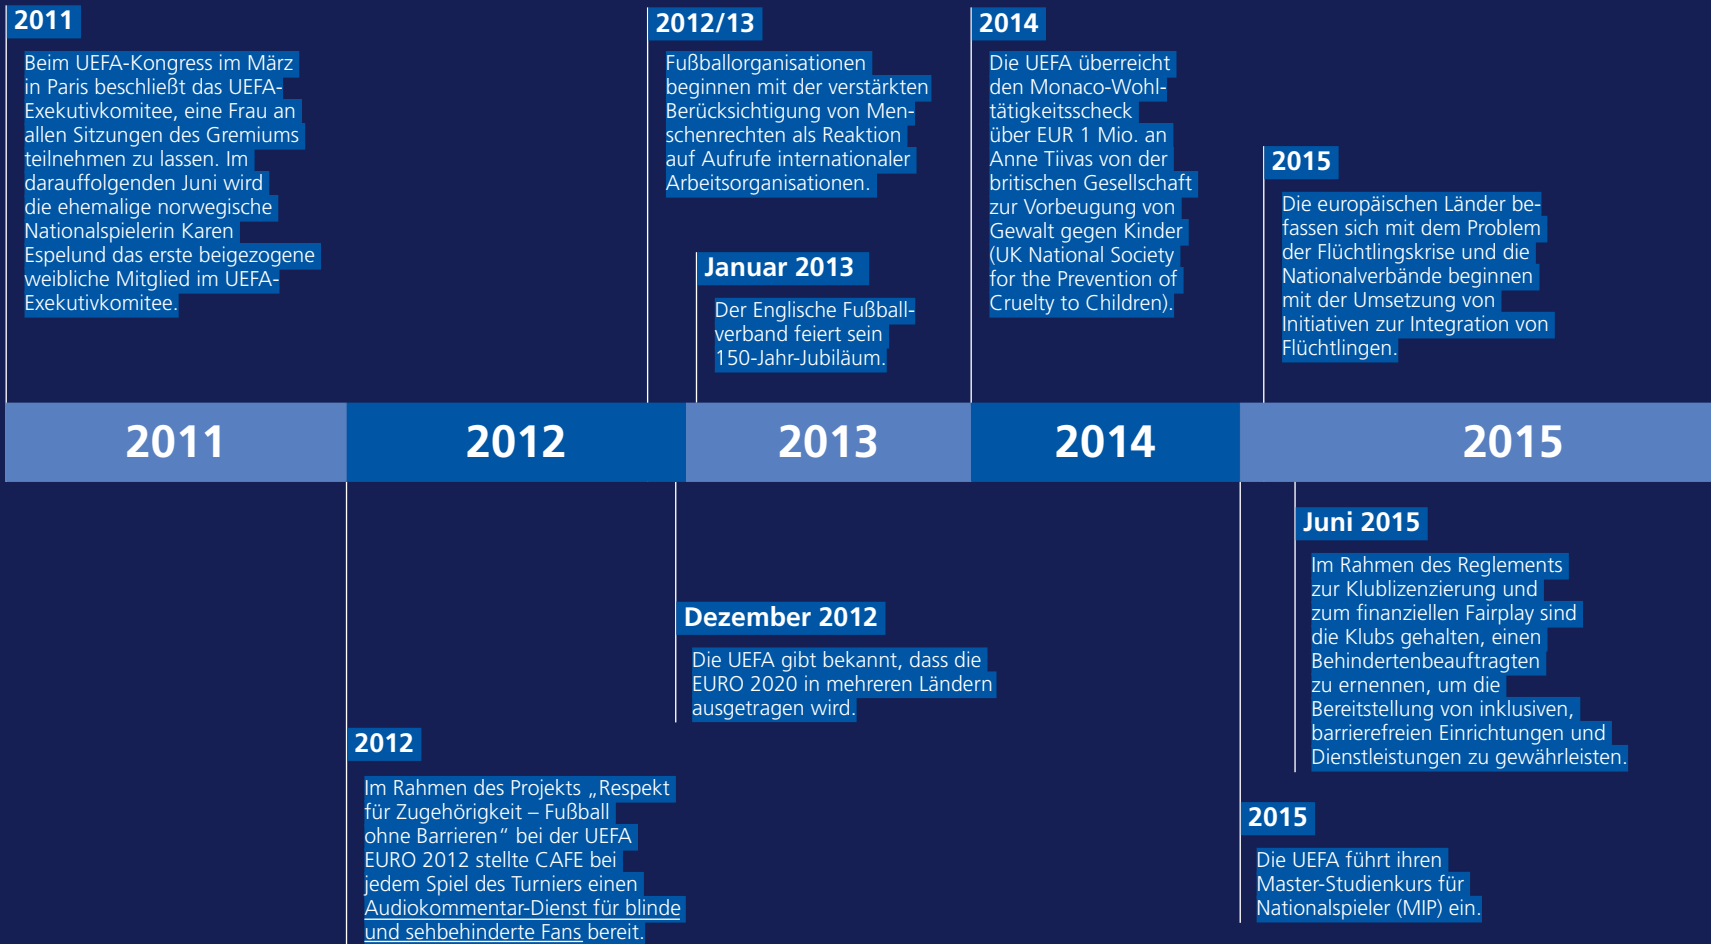 2011
Beim UEFA-Kongress im März
in Paris beschließt das UEFA-
Exekutivkomitee, eine Frau an
allen Sitzungen des Gremiums
teilnehmen zu lassen. Im
darauffolgenden Juni wird
die ehemalige norwegische
Nationalspielerin Karen
Espelund das erste beigezogene
weibliche Mitglied im UEFA-
Exekutivkomitee.
2012/13
Fußballorganisationen
beginnen mit der verstärkten
Berücksichtigung von Men-
schenrechten als Reaktion
auf Aufrufe internationaler
Arbeitsorganisationen.
Januar 2013
Der Englische Fußball-
verband feiert sein
150-Jahr-Jubiläum.
2014
Die UEFA überreicht
den Monaco-Wohl-
tätigkeitsscheck
über EUR 1 Mio. an
Anne Tiivas von der
britischen Gesellschaft
zur Vorbeugung von
Gewalt gegen Kinder
(UK National Society
for the Prevention of
Cruelty to Children).
2015
Die europäischen Länder be-
fassen sich mit dem Problem
der Flüchtlingskrise und die
Nationalverbände beginnen
mit der Umsetzung von
Initiativen zur Integration von
Flüchtlingen.
2011 2012 2013 2014 2015
2012
Im Rahmen des Projekts „Respekt
für Zugehörigkeit – Fußball
ohne Barrieren“ bei der UEFA
EURO 2012 stellte CAFE bei
jedem Spiel des Turniers einen
Audiokommentar-Dienst für blinde
und sehbehinderte Fans bereit.
Dezember 2012
Die UEFA gibt bekannt, dass die
EURO 2020 in mehreren Ländern
ausgetragen wird.
Juni 2015
Im Rahmen des Reglements
zur Klublizenzierung und
zum finanziellen Fairplay sind
die Klubs gehalten, einen
Behindertenbeauftragten
zu ernennen, um die
Bereitstellung von inklusiven,
barrierefreien Einrichtungen und
Dienstleistungen zu gewährleisten.
2015
Die UEFA führt ihren
Master-Studienkurs für
Nationalspieler (MIP) ein.